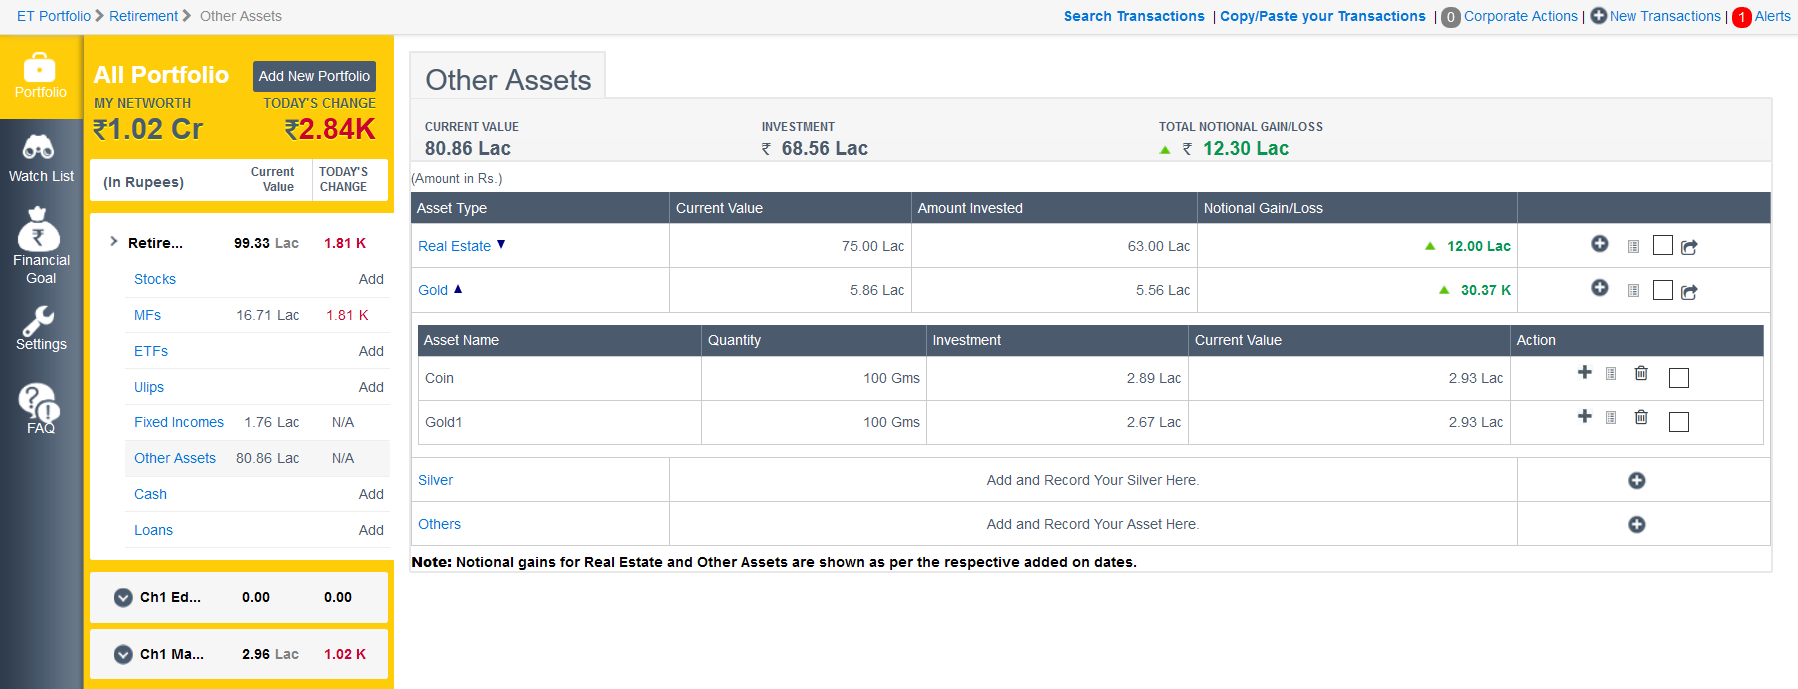 ET Portfolio Retirement Other Assets
Search Transactions | Copy/Paste your Transactions | 0 Corporate Actions | New Transactions | 1 Alerts
Portfolio
Watch List
Financial
Goal
Settings
FAQ
All Portfolio Add New Portfolio
MY NETWORTH TODAY'S CHANGE
₹1.02 Cr ₹2.84K
(In Rupees) Current Value TODAY'S CHANGE
Retire... 99.33 Lac 1.81 K
Stocks Add
MFs 16.71 Lac 1.81 K
ETFs Add
Ulips Add
Fixed Incomes 1.76 Lac N/A
Other Assets 80.86 Lac N/A
Cash Add
Loans Add
Ch1 Ed... 0.00 0.00
Ch1 Ma... 2.96 Lac 1.02 K
Other Assets
CURRENT VALUE INVESTMENT TOTAL NOTIONAL GAIN/LOSS
80.86 Lac ₹ 68.56 Lac ₹ 12.30 Lac
(Amount in Rs.)
Asset Type Current Value Amount Invested Notional Gain/Loss
Real Estate ▼ 75.00 Lac 63.00 Lac ▲ 12.00 Lac
Gold ▲ 5.86 Lac 5.56 Lac ▲ 30.37 K
Asset Name Quantity Investment Current Value Action
Coin 100 Gms 2.89 Lac 2.93 Lac
Gold1 100 Gms 2.67 Lac 2.93 Lac
Silver Add and Record Your Silver Here.
Others Add and Record Your Asset Here.
Note: Notional gains for Real Estate and Other Assets are shown as per the respective added on dates.